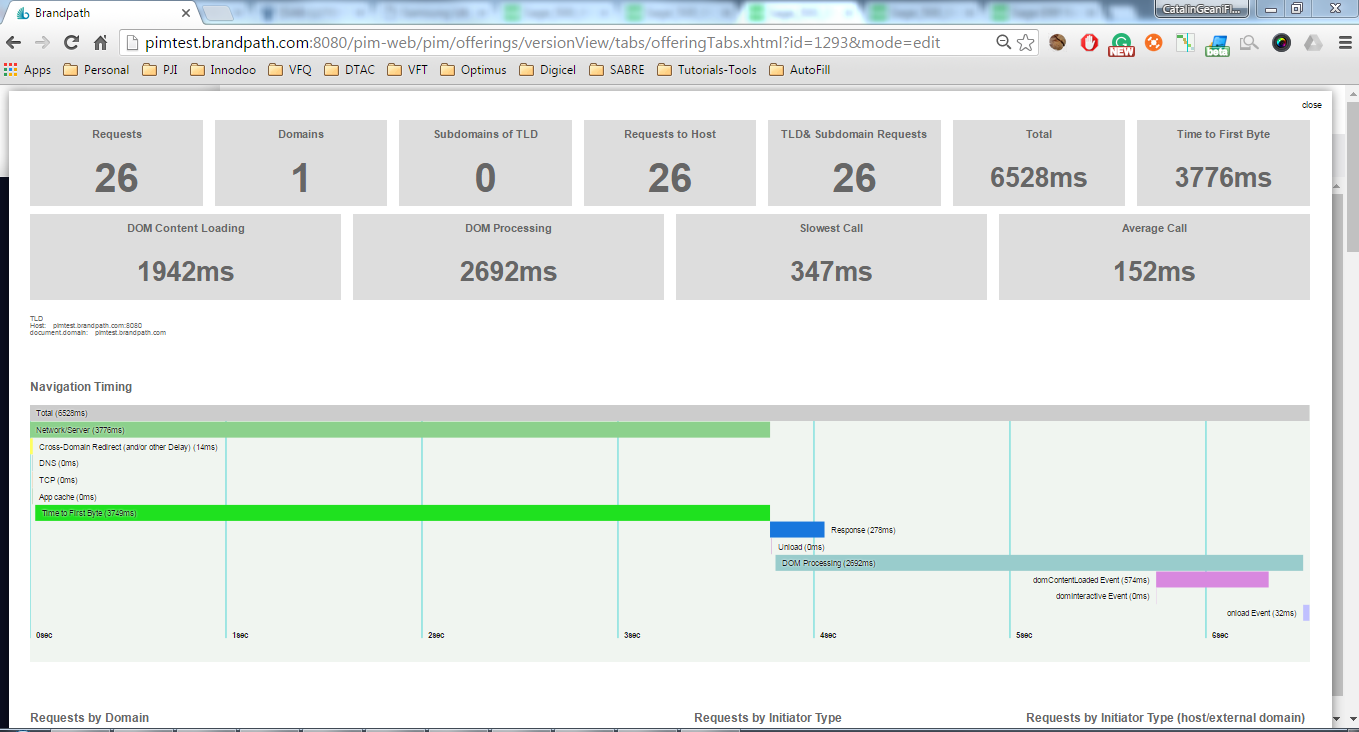 Brandpath
CatalinGeaniFi...
pimtest.brandpath.com:8080/pim-web/pim/offerings/versionView/tabs/offeringTabs.xhtml?id=1293&mode=edit
NEW
beta
Apps Personal PJI Innodoo VFQ DTAC VFT Optimus Digicel SABRE Tutorials-Tools AutoFill
close
Requests Domains Subdomains of TLD Requests to Host TLD& Subdomain Requests Total Time to First Byte
26 1 0 26 26 6528ms 3776ms
DOM Content Loading DOM Processing Slowest Call Average Call
1942ms 2692ms 347ms 152ms
TLD
Host: pimtest.brandpath.com:8080
document.domain: pimtest.brandpath.com
Navigation Timing
Total (6528ms)
Network/Server (3776ms)
Cross-Domain Redirect (and/or other Delay) (14ms)
DNS (0ms)
TCP (0ms)
App cache (0ms)
Time to First Byte (3749ms)
Response (278ms)
Unload (0ms)
DOM Processing (2692ms)
domContentLoaded Event (574ms)
domInteractive Event (0ms)
onload Event (32ms)
0sec 1sec 2sec 3sec 4sec 5sec 6sec
Requests by Domain Requests by Initiator Type Requests by Initiator Type (host/external domain)